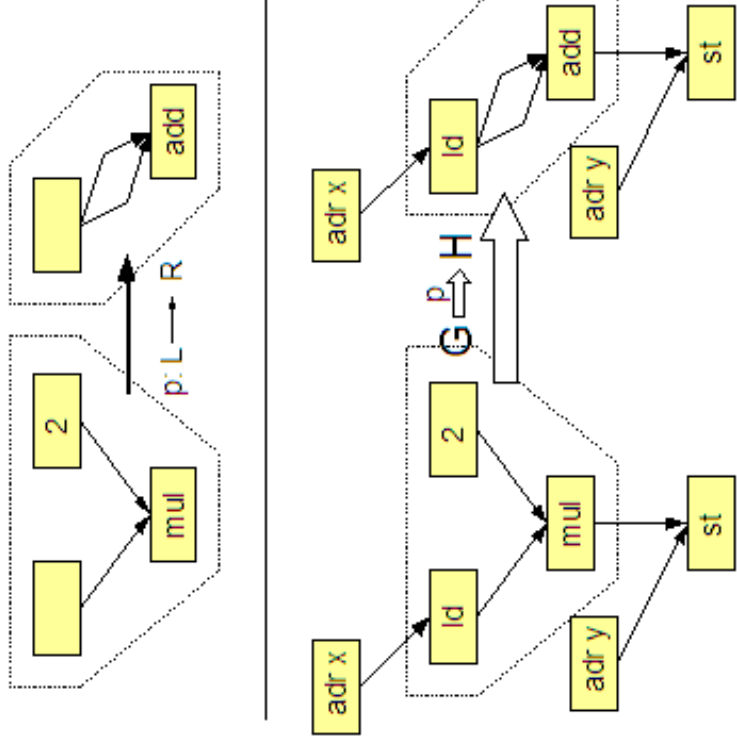 2
mul
p: L → R
add
adr x
adr x
ld
2
p
G ⇒ H
ld
mul
add
adr y
adr y
st
st